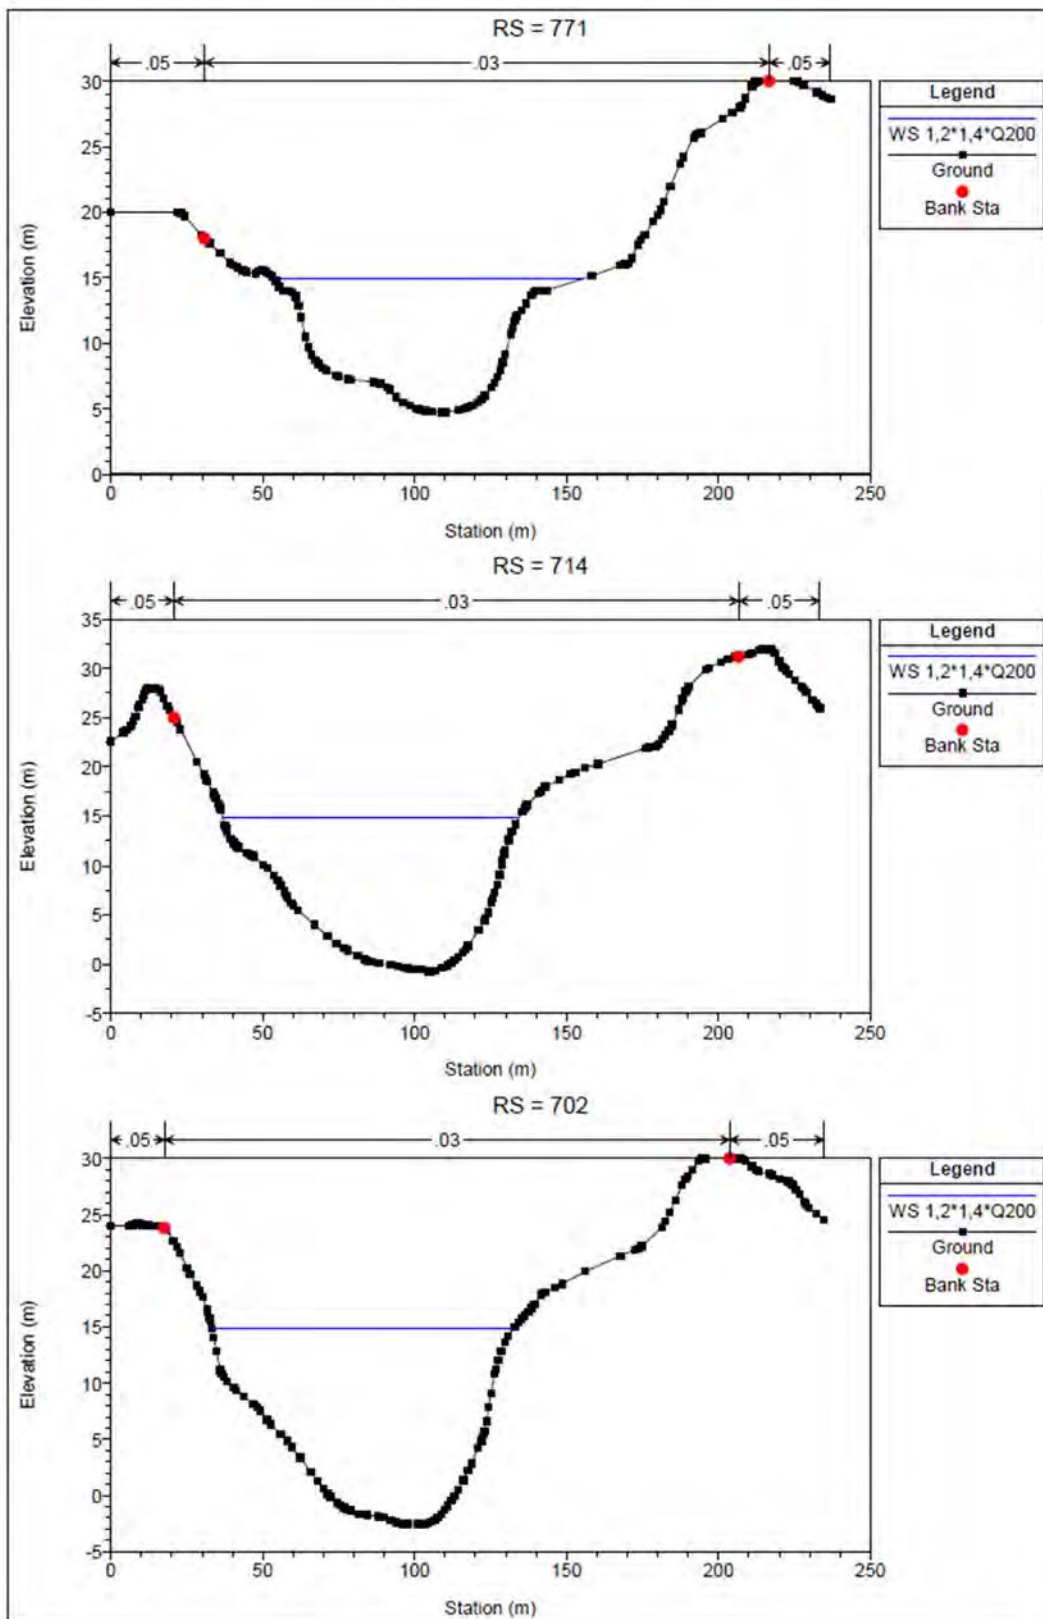 RS = 771
.05
.03
.05
30
25
20
15
10
5
0
Elevation (m)
0 50 100 150 200 250
Station (m)
Legend
WS 1,2*1,4*Q200
Ground
Bank Sta
RS = 714
.05
.03
.05
35
30
25
20
15
10
5
0
-5
Elevation (m)
0 50 100 150 200 250
Station (m)
Legend
WS 1,2*1,4*Q200
Ground
Bank Sta
RS = 702
.05
.03
.05
30
25
20
15
10
5
0
-5
Elevation (m)
0 50 100 150 200 250
Station (m)
Legend
WS 1,2*1,4*Q200
Ground
Bank Sta